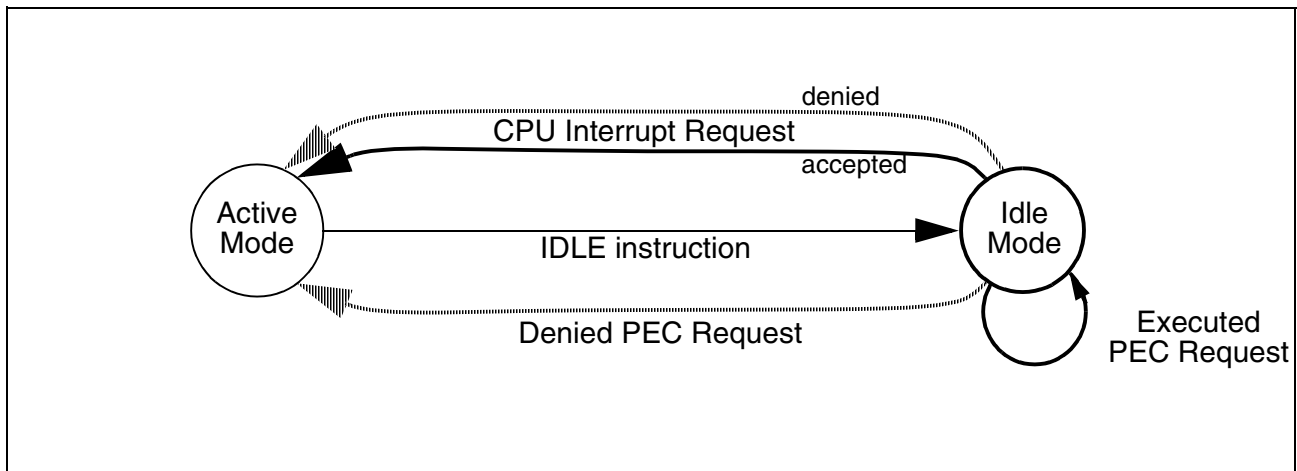 denied
CPU Interrupt Request
accepted
Active
Mode
Idle
Mode
IDLE instruction
Denied PEC Request
Executed
PEC Request